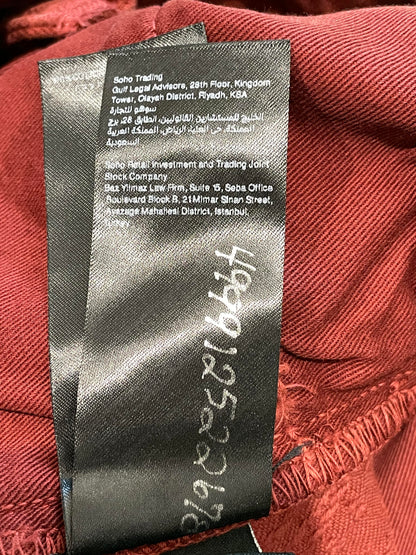 Soho Trading
Gulf Legal Advisors, 28th Floor, Kingdom
Tower, Olayah District, Riyadh, KSA
سوهو للتجارة
الخليج للمستشارين القانونيين، الطابق 28، برج
المملكة، حي العليا، الرياض، المملكة العربية
السعودية
Soho Retail Investment and Trading Joint
Stock Company
Baz Yilmaz Law Firm, Suite 15, Seba Office
Boulevard Block B, 21 Mimar Sinan Street,
Ayazaga Mahallesi District, Istanbul,
Turkey